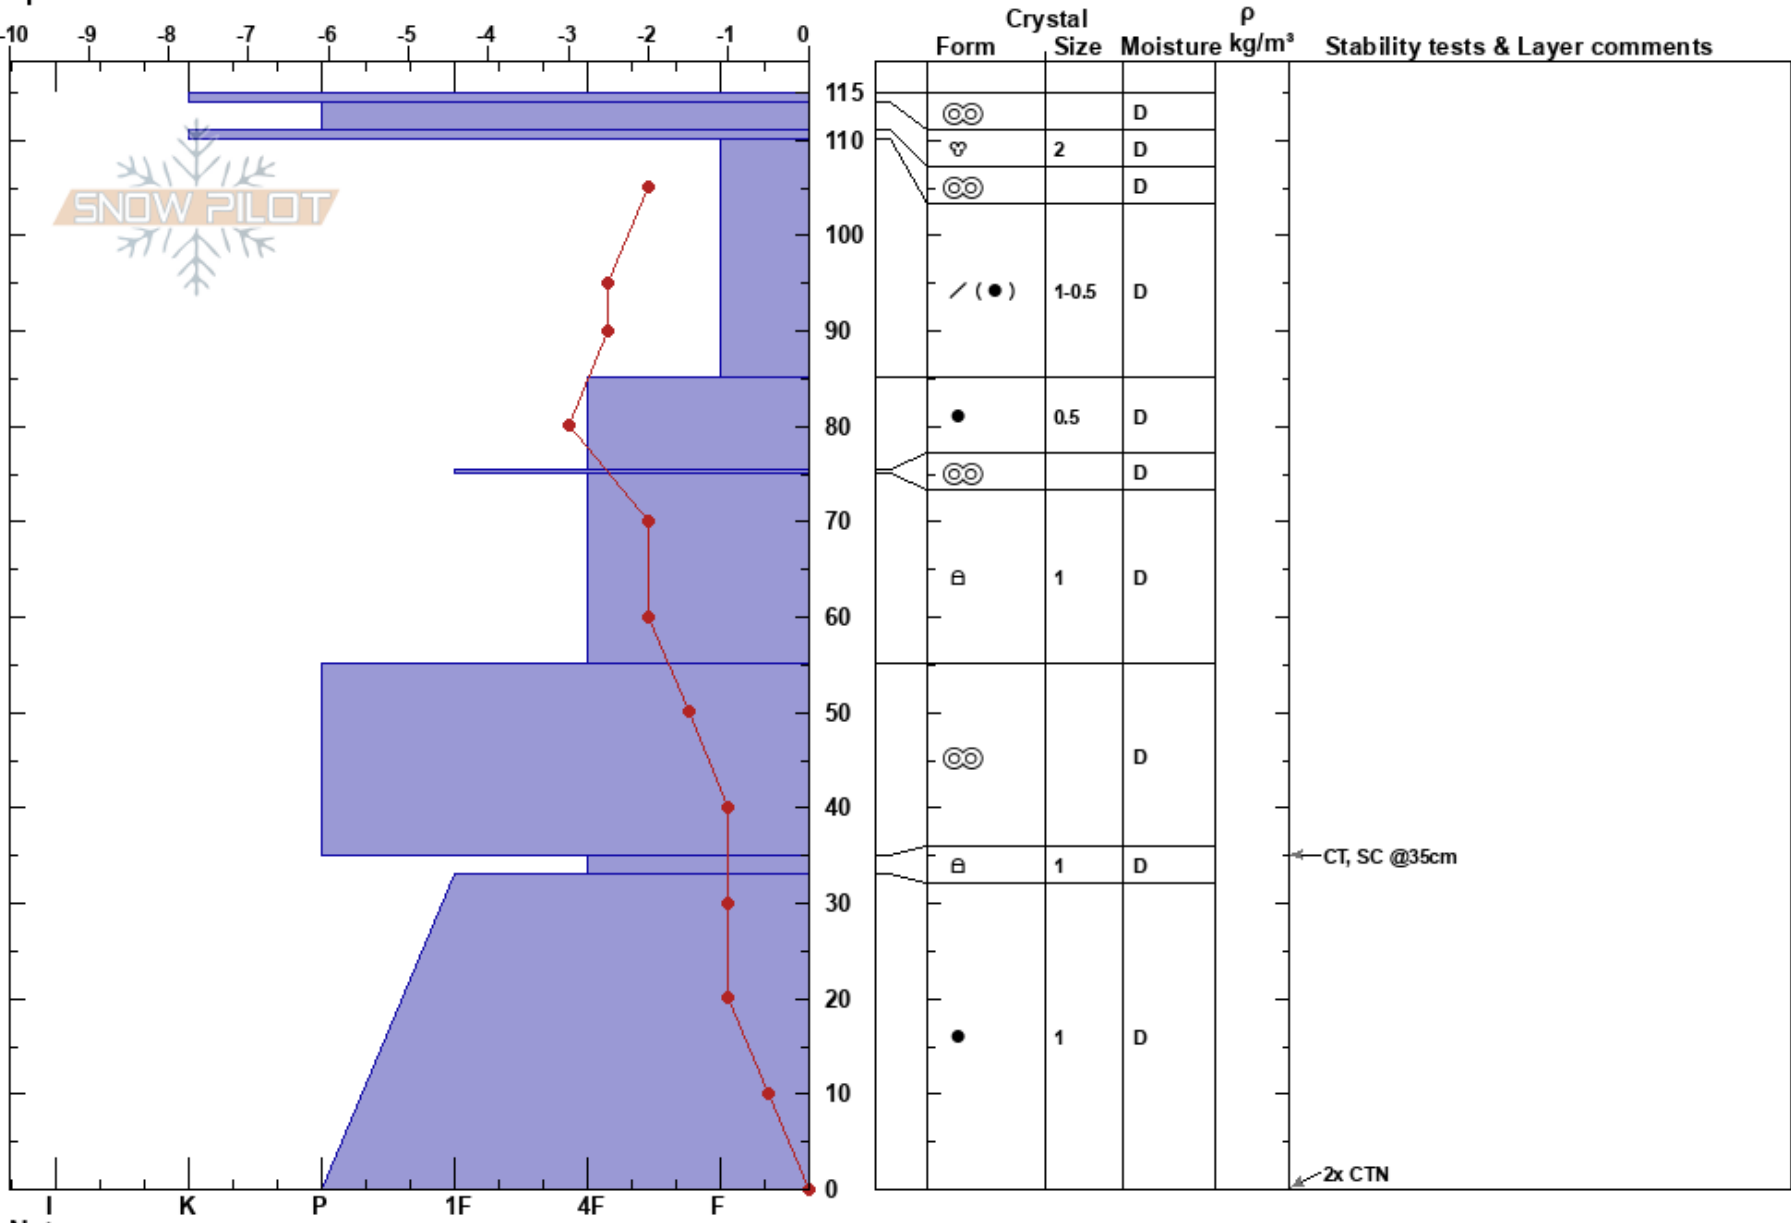 Crystal ρ
-10 -9 -8 -7 -6 -5 -4 -3 -2 -1 0 Form Size Moisture kg/m³ Stability tests & Layer comments
115
D
110
2 D
D
SNOW PILOT
100
( ) 1-0.5 D
90
0.5 D
80
D
70
1 D
60
50
D
40
CT, SC @35cm
1 D
30
20
1 D
10
2x CTN
0
I K P 1F 4F F